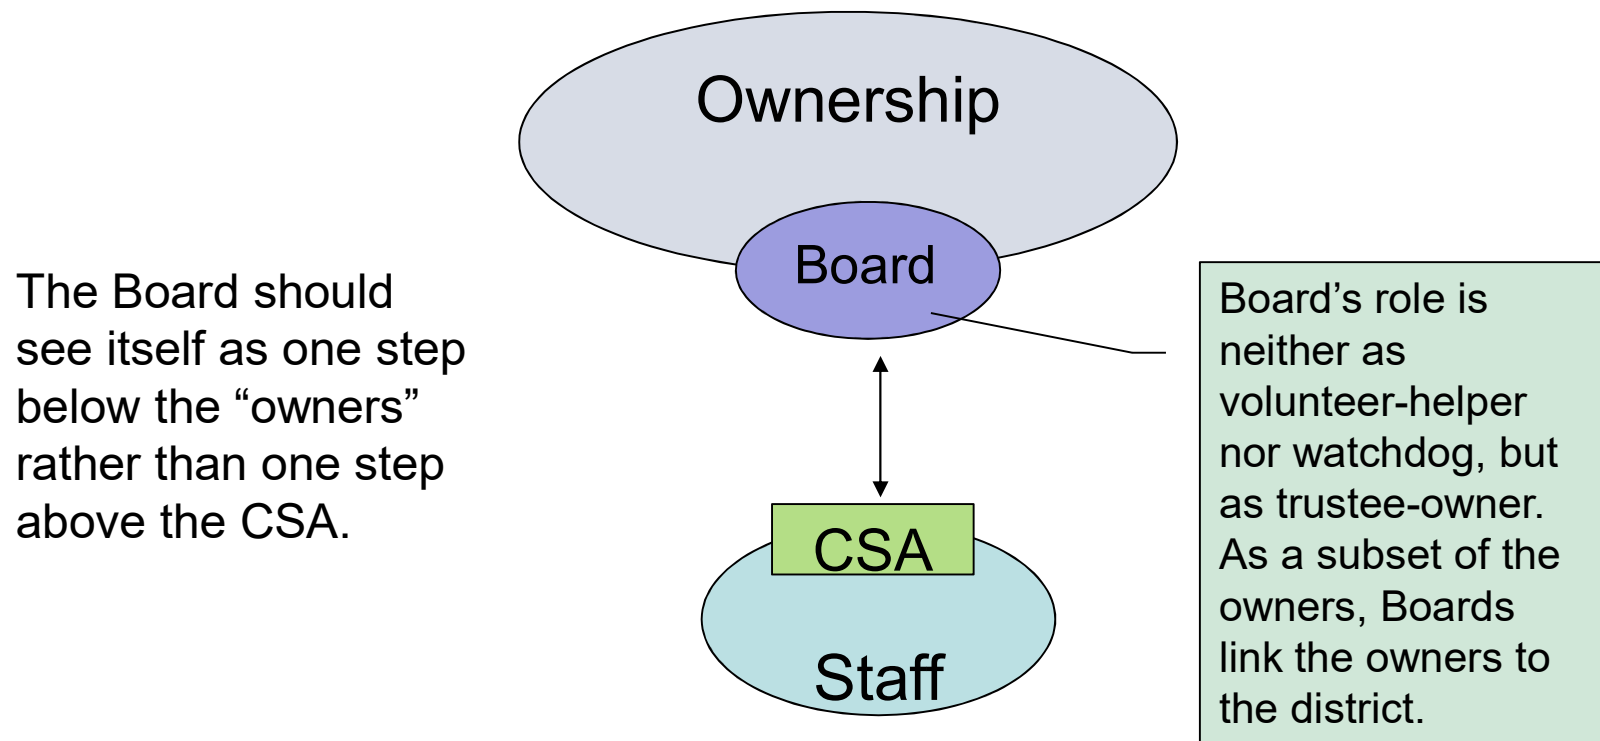 Ownership
Board
The Board should
see itself as one step
below the “owners”
rather than one step
above the CSA.
Board’s role is
neither as
volunteer-helper
nor watchdog, but
as trustee-owner.
As a subset of the
owners, Boards
link the owners to
the district.
CSA
Staff